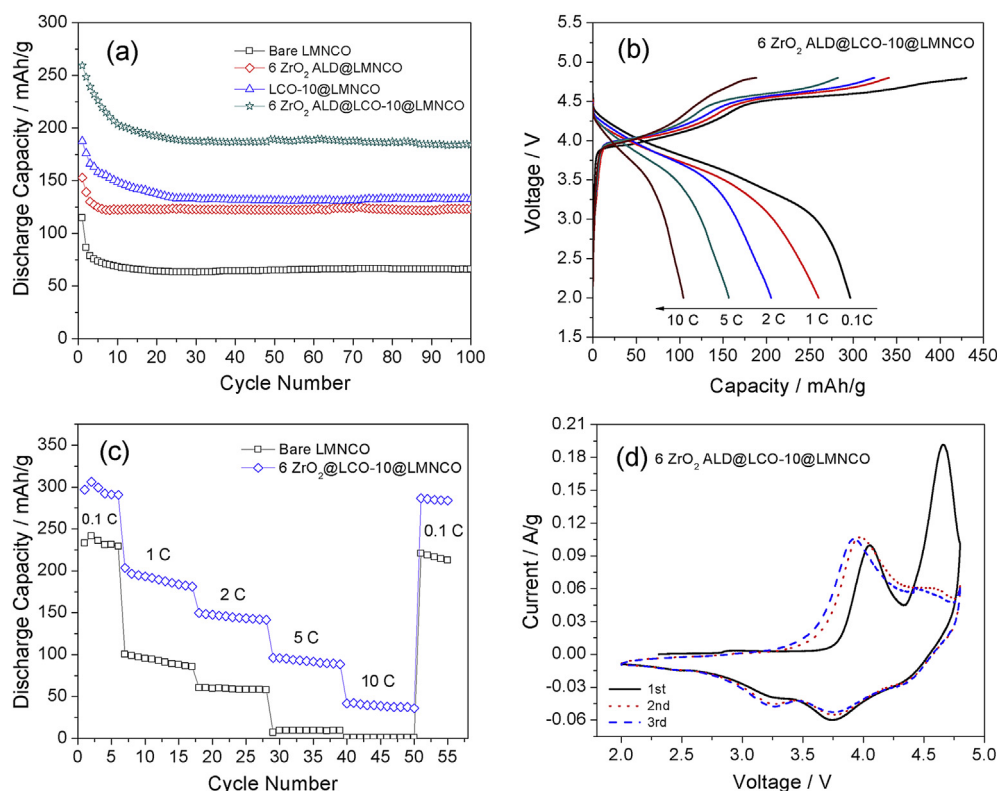 (a)
Bare LMNCO
6 ZrO₂ ALD@LMNCO
LCO-10@LMNCO
6 ZrO₂ ALD@LCO-10@LMNCO
Discharge Capacity / mAh/g
300
250
200
150
100
50
0
0 10 20 30 40 50 60 70 80 90 100
Cycle Number
(b)
6 ZrO₂ ALD@LCO-10@LMNCO
Voltage / V
5.5
5.0
4.5
4.0
3.5
3.0
2.5
2.0
1.5
10 C 5 C 2 C 1 C 0.1C
0 50 100 150 200 250 300 350 400 450
Capacity / mAh/g
(c)
Bare LMNCO
6 ZrO₂@LCO-10@LMNCO
Discharge Capacity / mAh/g
350
300
250
200
150
100
50
0
0.1 C
1 C
2 C
5 C
10 C
0.1 C
0 5 10 15 20 25 30 35 40 45 50 55
Cycle Number
(d)
6 ZrO₂ ALD@LCO-10@LMNCO
Current / A/g
0.21
0.18
0.15
0.12
0.09
0.06
0.03
0.00
-0.03
-0.06
1st
2nd
3rd
2.0 2.5 3.0 3.5 4.0 4.5 5.0
Voltage / V